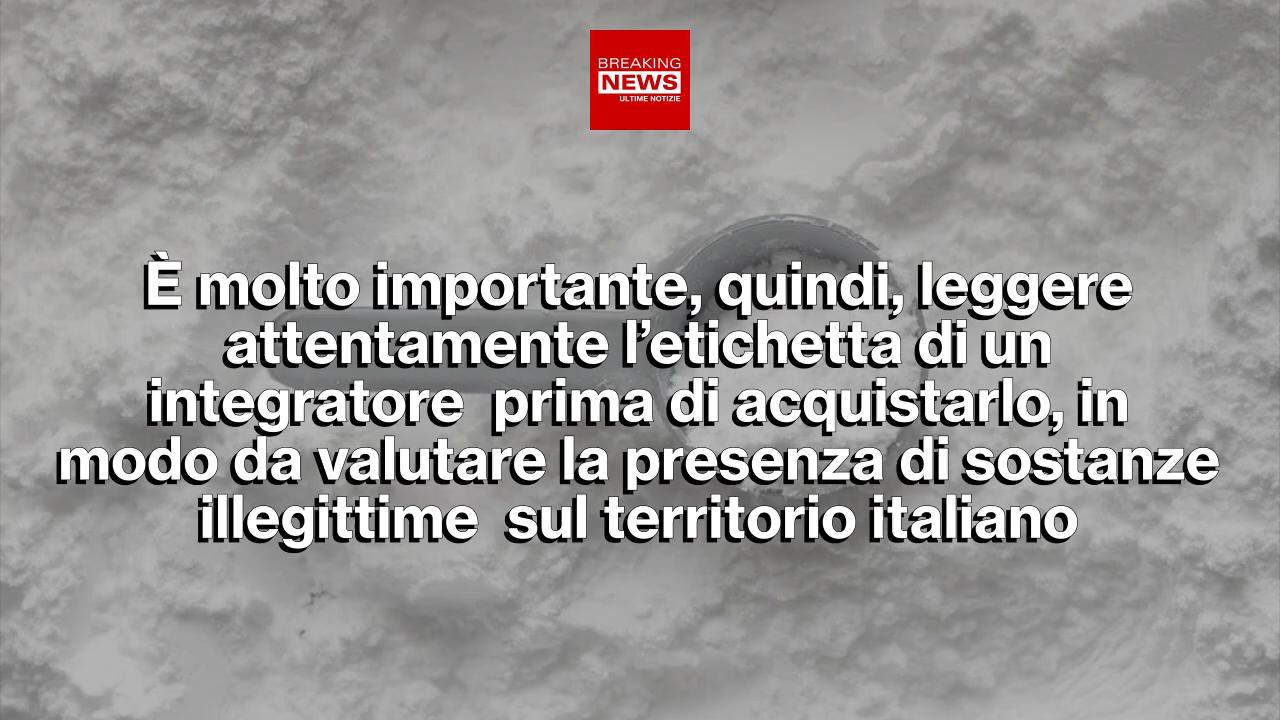 BREAKING
NEWS
ULTIME NOTIZIE
È molto importante, quindi, leggere
attentamente l’etichetta di un
integratore  prima di acquistarlo, in
modo da valutare la presenza di sostanze
illegittime  sul territorio italiano